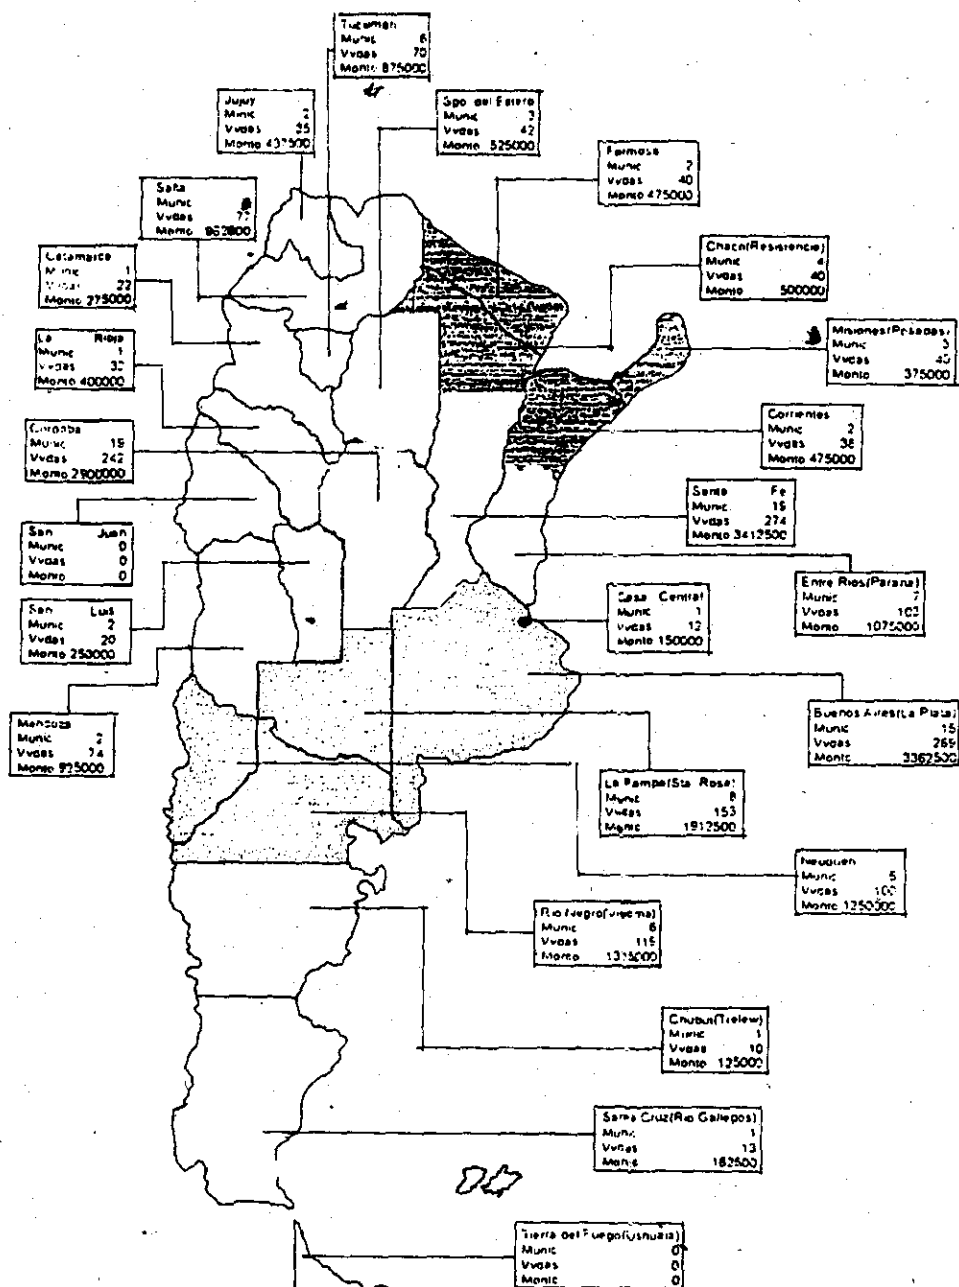 Tucuman
Munic 6
Vvdas 70
Monto 875000
Jujuy
Munic 2
Vvdas 35
Monto 437500
Sgo. del Estero
Munic 3
Vvdas 42
Monto 525000
Formosa
Munic 2
Vvdas 40
Monto 475000
Salta
Munic
Vvdas 77
Monto 962500
Catamarca
Munic 1
Vvdas 22
Monto 275000
Chaco(Resistencia)
Munic 4
Vvdas 40
Monto 500000
La Rioja
Munic 1
Vvdas
Monto 400000
Misiones(Posadas)
Munic 3
Vvdas 40
Monto 375000
Cordoba
Munic 19
Vvdas 242
Monto 2900000
Corrientes
Munic 2
Vvdas 38
Monto 475000
San Juan
Munic 0
Vvdas 0
Monto 0
Santa Fe
Munic 15
Vvdas 274
Monto 3412500
San Luis
Munic 2
Vvdas 20
Monto 250000
Casa Central
Munic 1
Vvdas 12
Monto 150000
Entre Rios(Parana)
Munic 7
Vvdas
Monto 1075000
Mendoza
Munic 2
Vvdas 74
Monto 925000
Buenos Aires(La Plata)
Munic 15
Vvdas 269
Monto 3362500
La Pampa(Sta. Rosa)
Munic 8
Vvdas 153
Monto 1912500
Neuquen
Munic 5
Vvdas 100
Monto 1250000
Rio Negro(Viedma)
Munic 6
Vvdas 115
Monto
Chubut(Trelew)
Munic 1
Vvdas 10
Monto 125000
Santa Cruz(Rio Gallegos)
Munic 1
Vvdas 13
Monto 162500
Tierra del Fuego(Ushuaia)
Munic 0
Vvdas 0
Monto 0